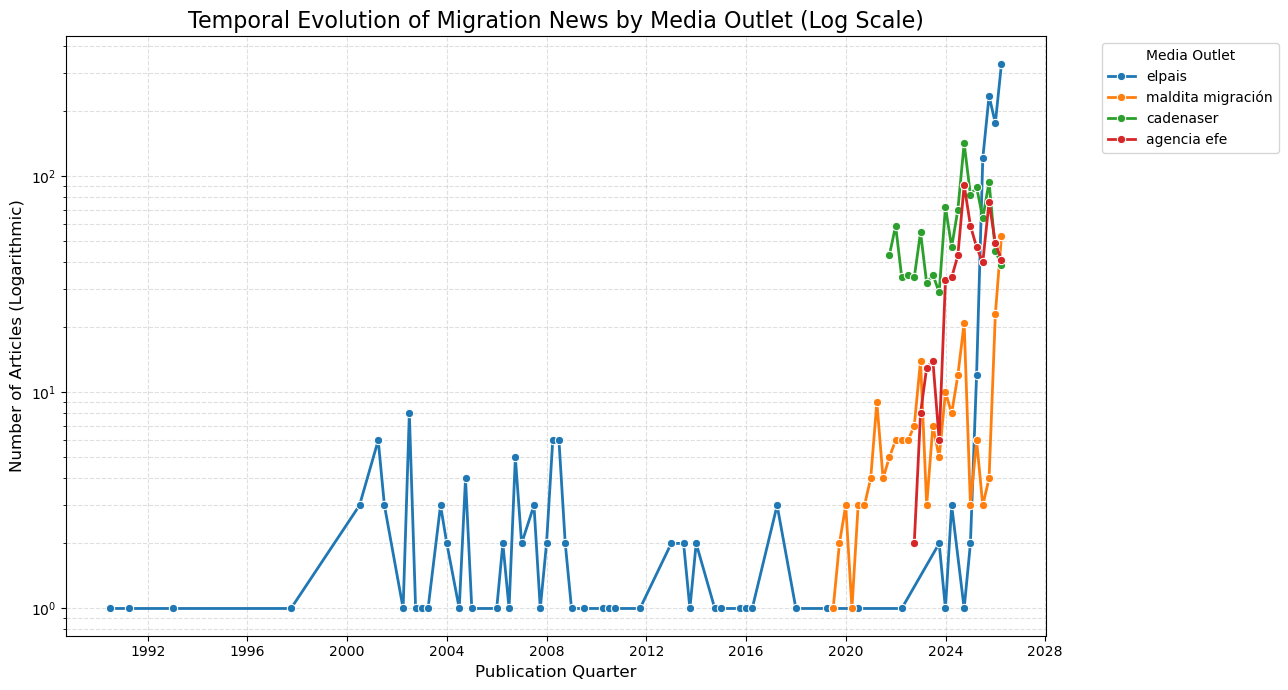 Temporal Evolution of Migration News by Media Outlet (Log Scale)
Number of Articles (Logarithmic)
10²
10¹
10⁰
1992 1996 2000 2004 2008 2012 2016 2020 2024 2028
Publication Quarter
Media Outlet
elpais
maldita migración
cadenaser
agencia efe